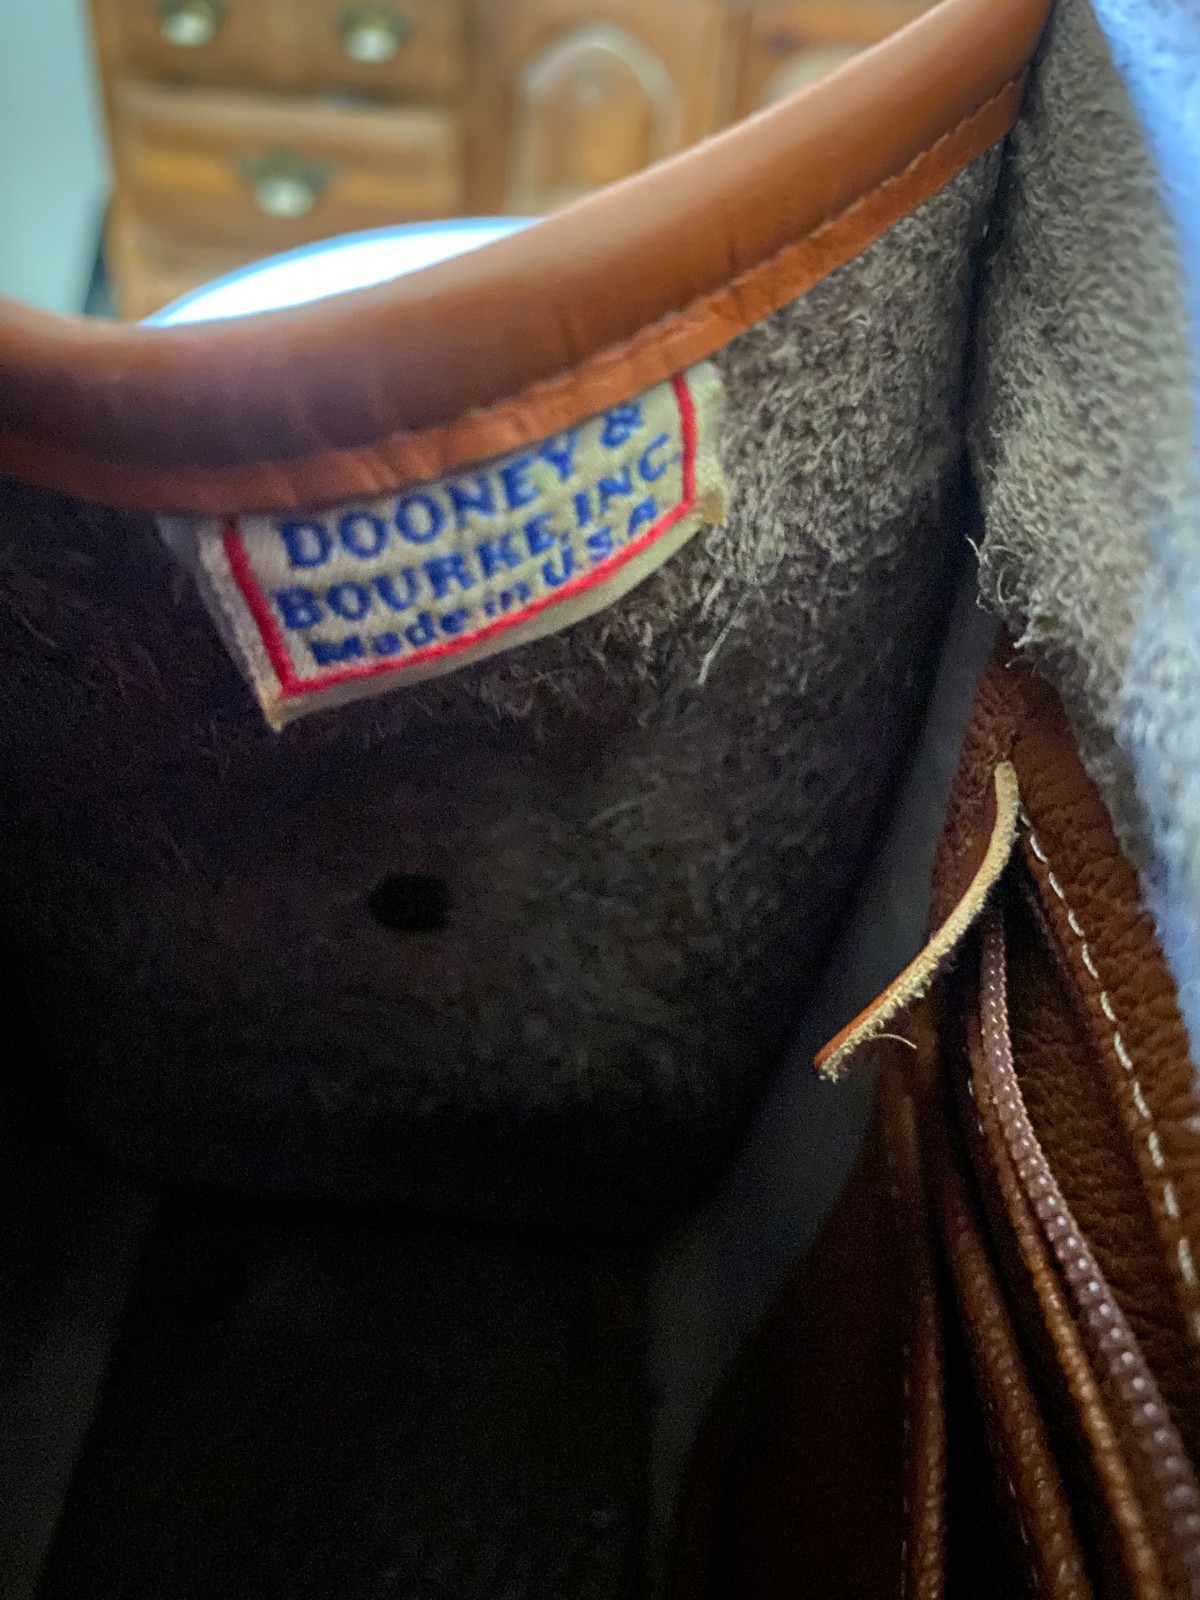 DOONEY &
BOURKE, INC.
Made in U.S.A